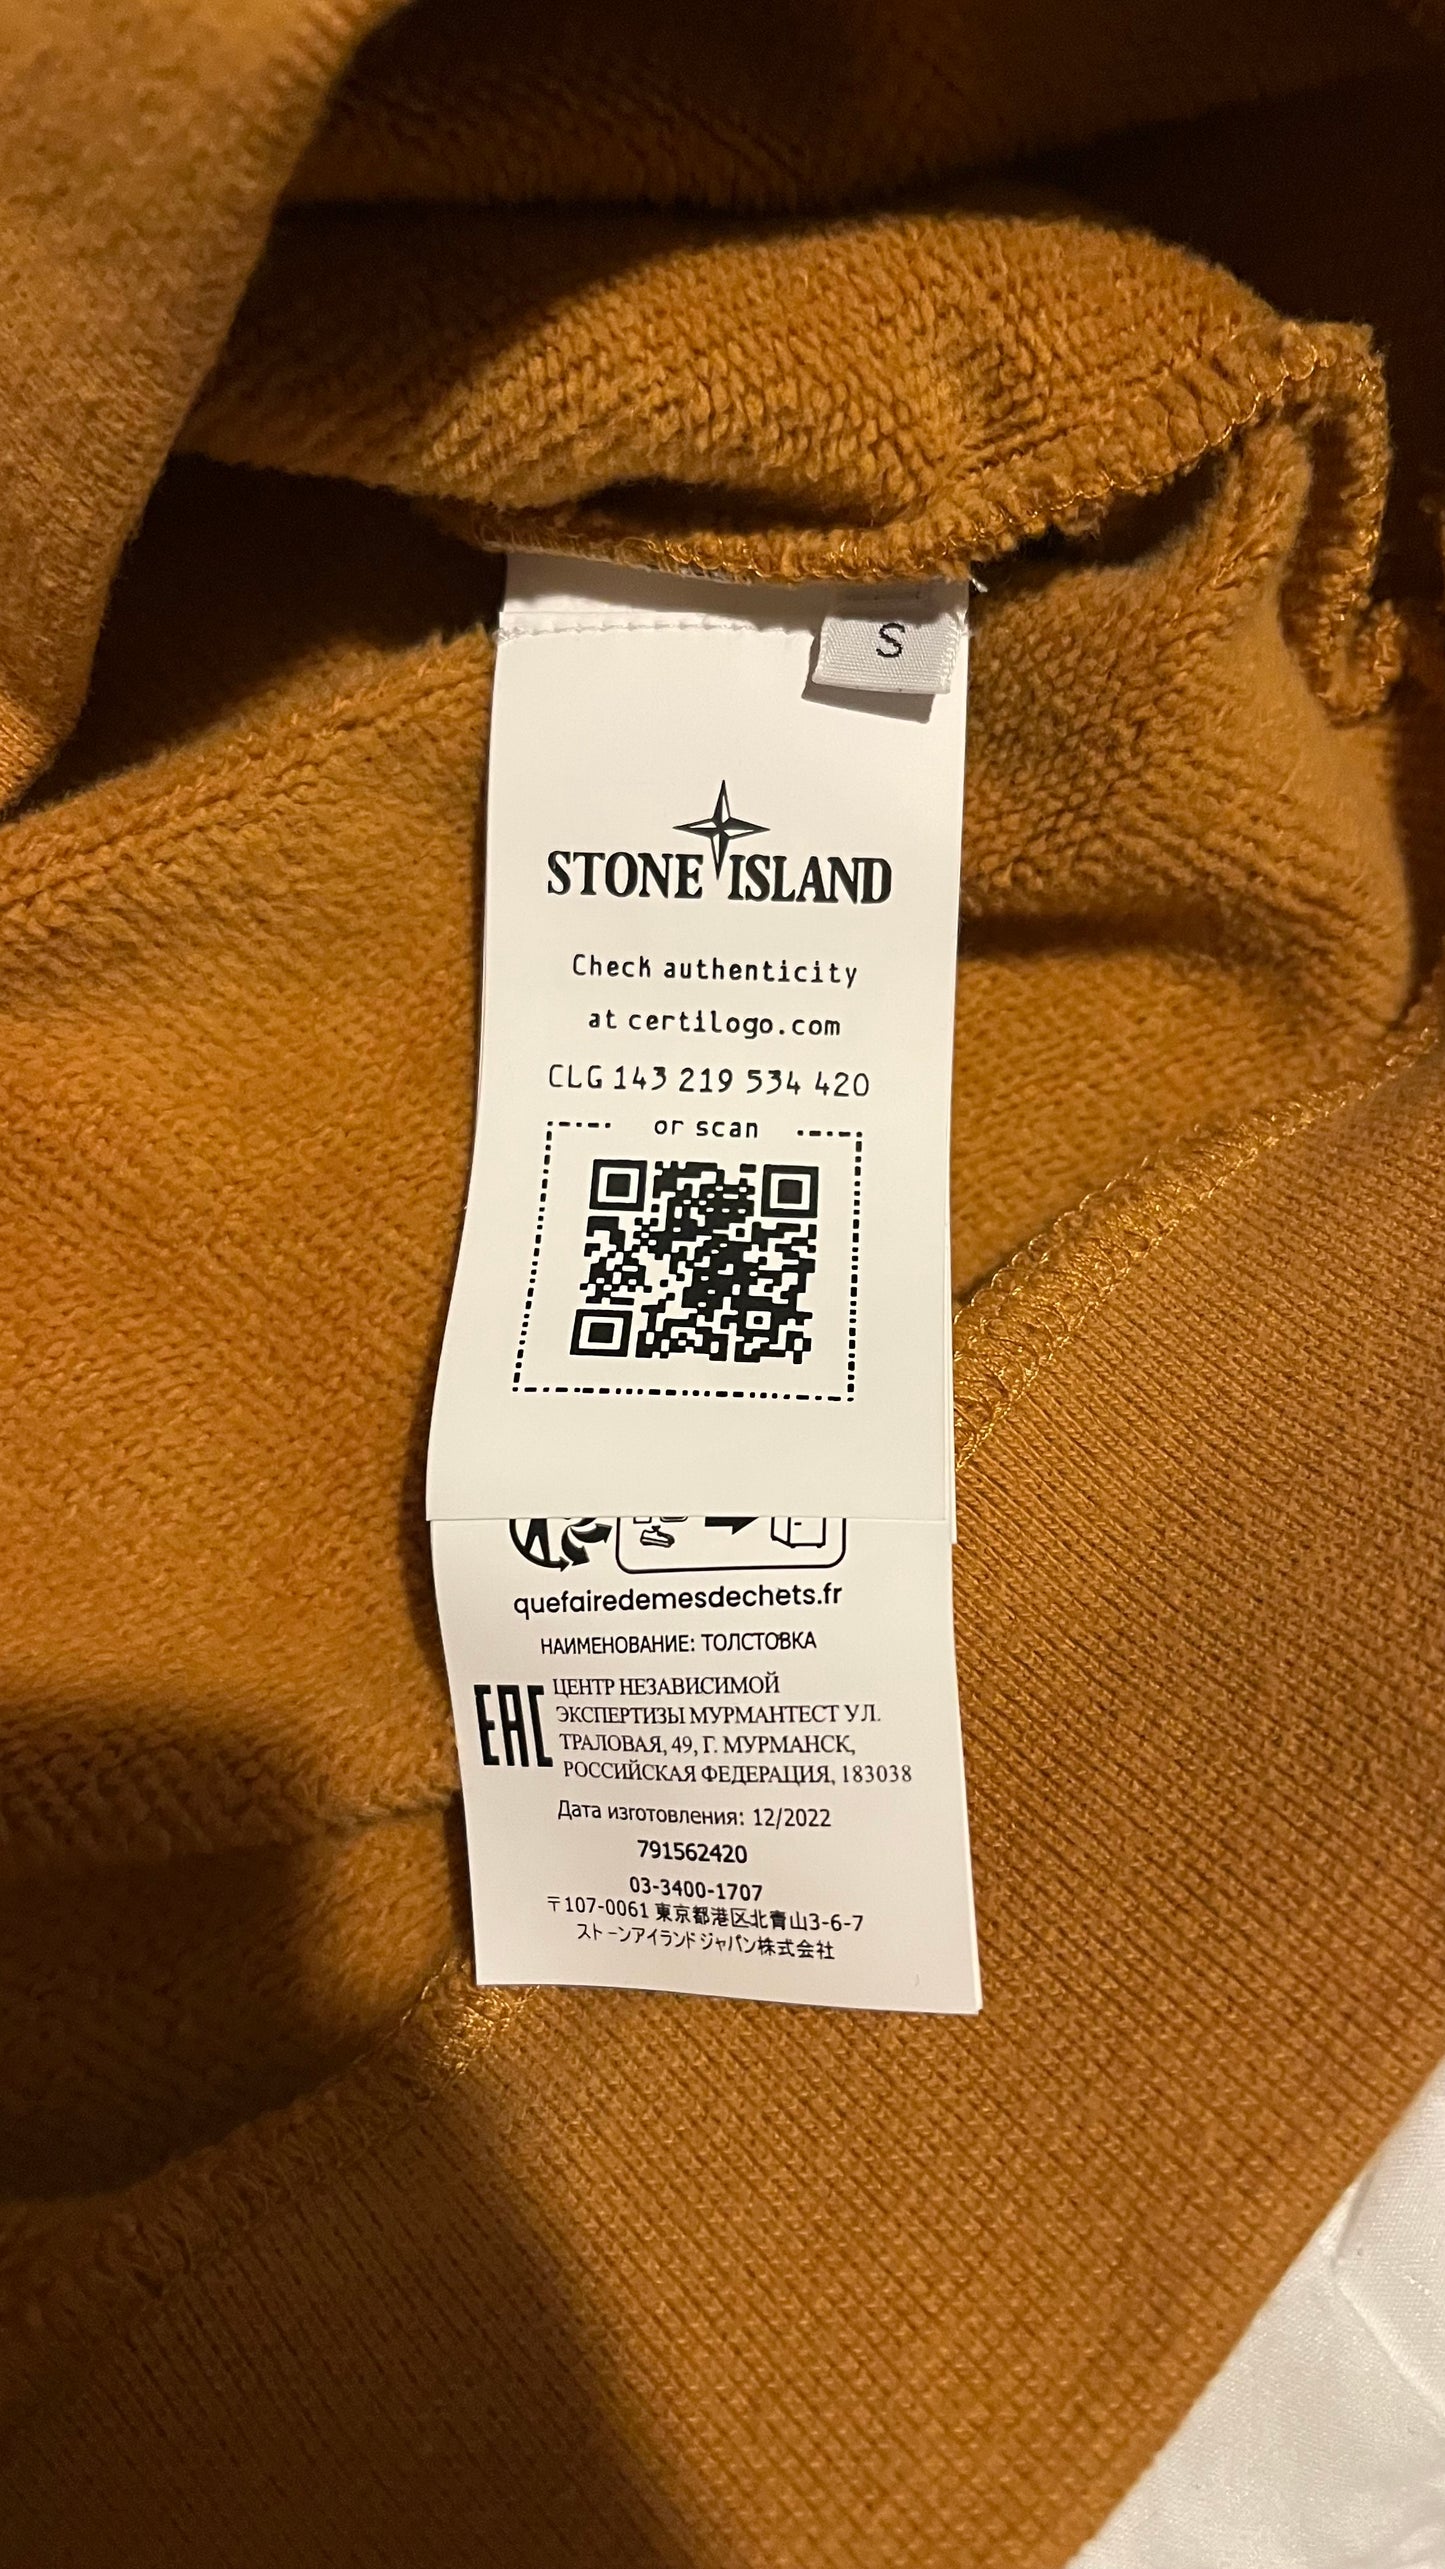 S
STONE ISLAND
Check authenticity
at certilogo.com
CLG 143 219 534 420
or scan
quefairedemesdechets.fr
НАИМЕНОВАНИЕ: ТОЛСТОВКА
EAC
ЦЕНТР НЕЗАВИСИМОЙ
ЭКСПЕРТИЗЫ МУРМАНТЕСТ УЛ.
ТРАЛОВАЯ, 49, Г. МУРМАНСК,
РОССИЙСКАЯ ФЕДЕРАЦИЯ, 183038
Дата изготовления: 12/2022
791562420
03-3400-1707
〒107-0061 東京都港区北青山3-6-7
ストーンアイランドジャパン株式会社